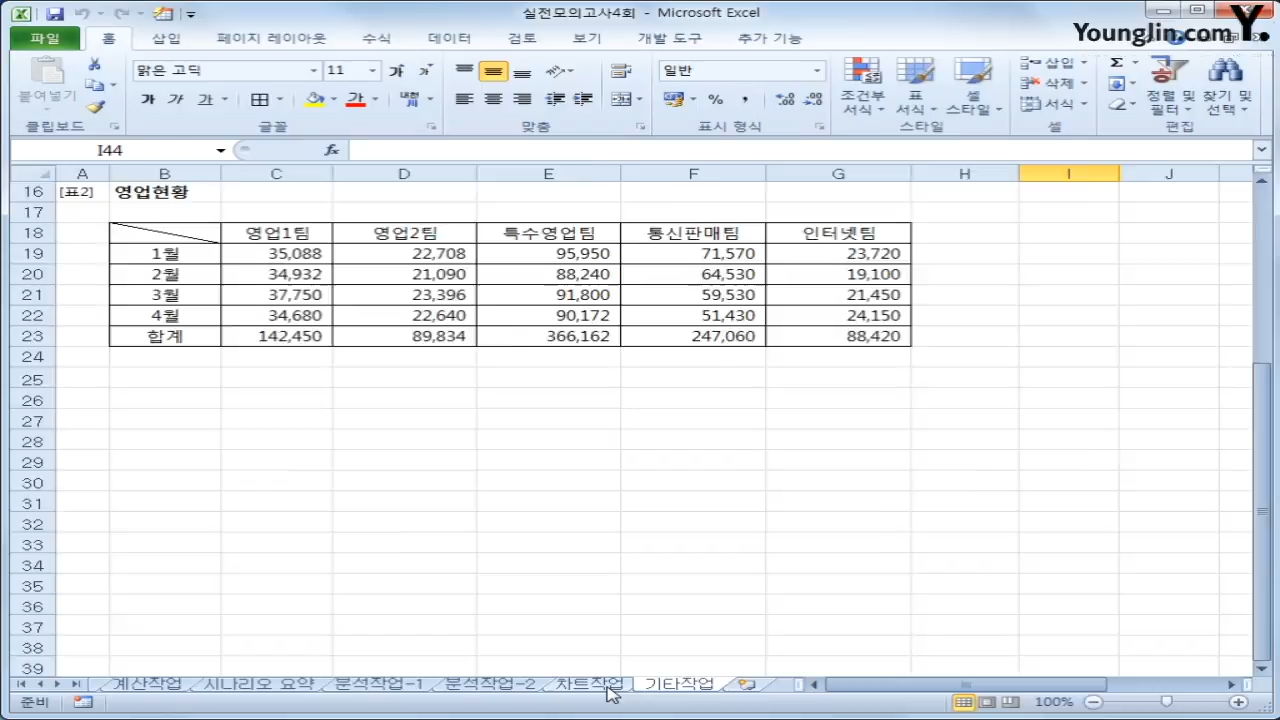 실전모의고사4회 - Microsoft Excel
YoungJin.com Y.
파일 홈 삽입 페이지 레이아웃 수식 데이터 검토 보기 개발 도구 추가 기능
붙여넣기 맑은 고딕 11 가 가 일반 조건부 서식 표 서식 셀 스타일 삽입 삭제 서식 Σ 정렬 및 필터 찾기 및 선택
가 가 가 가 %
클립보드 글꼴 맞춤 표시 형식 스타일 셀 편집
I44 fx
A B C D E F G H I J
16 [표2] 영업현황
17
18 영업1팀 영업2팀 특수영업팀 통신판매팀 인터넷팀
19 1월 35,088 22,708 95,950 71,570 23,720
20 2월 34,932 21,090 88,240 64,530 19,100
21 3월 37,750 23,396 91,800 59,530 21,450
22 4월 34,680 22,640 90,172 51,430 24,150
23 합계 142,450 89,834 366,162 247,060 88,420
24
25
26
27
28
29
30
31
32
33
34
35
36
37
38
39
계산작업 시나리오 요약 분석작업-1 분석작업-2 차트작업 기타작업
준비 100%